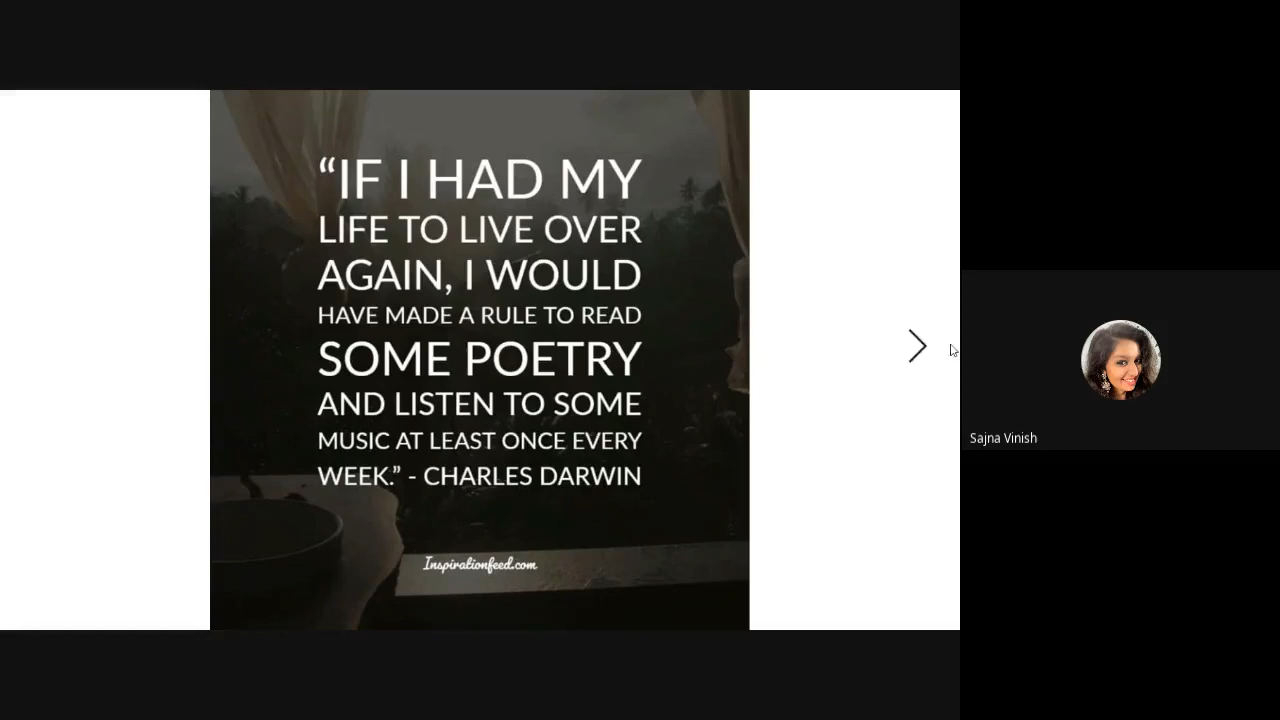 “IF I HAD MY
LIFE TO LIVE OVER
AGAIN, I WOULD
HAVE MADE A RULE TO READ
SOME POETRY
AND LISTEN TO SOME
MUSIC AT LEAST ONCE EVERY
WEEK.” - CHARLES DARWIN
Inspirationfeed.com
Sajna Vinish